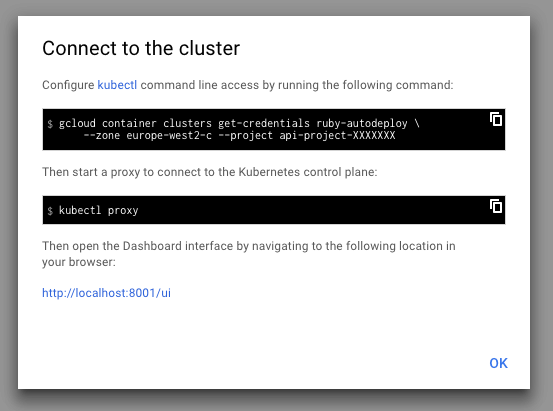 Connect to the cluster
Configure kubectl command line access by running the following command:
$ gcloud container clusters get-credentials ruby-autodeploy \
--zone europe-west2-c --project api-project-XXXXXXX
Then start a proxy to connect to the Kubernetes control plane:
$ kubectl proxy
Then open the Dashboard interface by navigating to the following location in
your browser:
http://localhost:8001/ui
OK